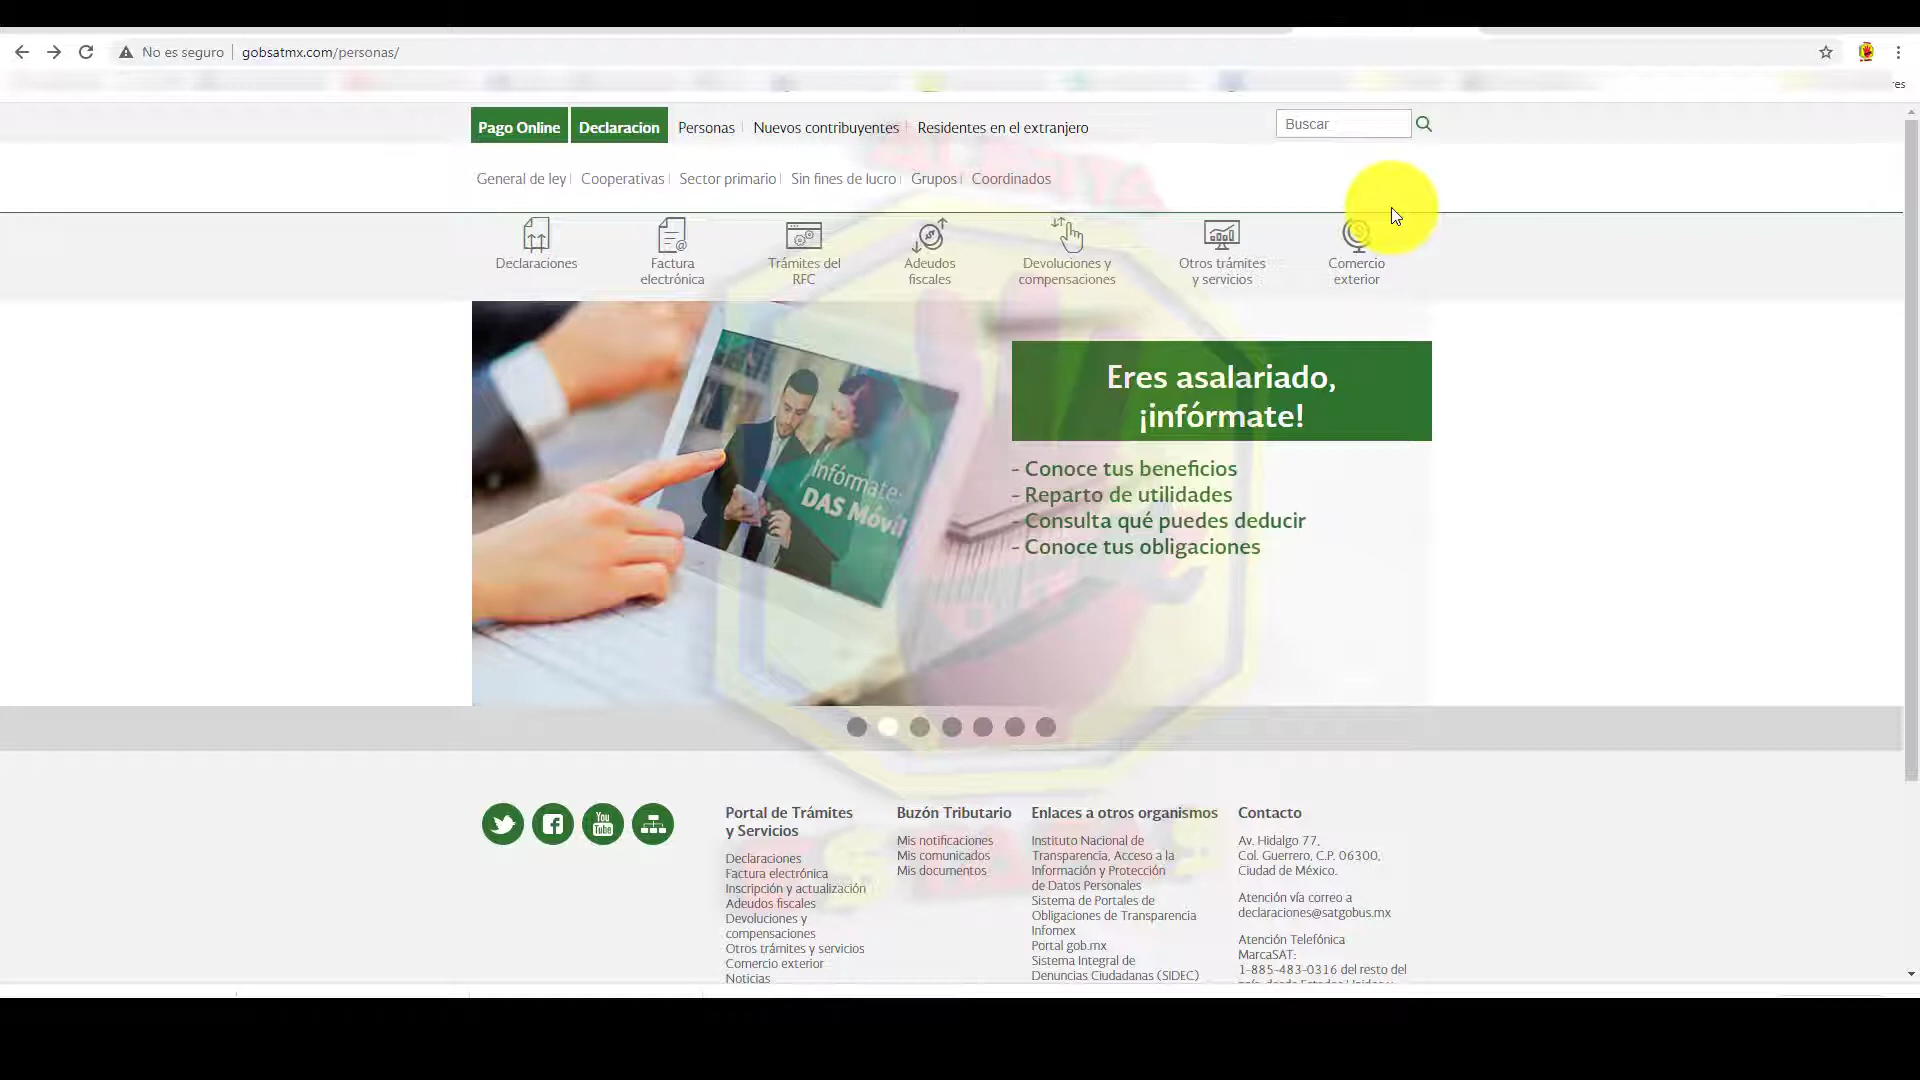 No es seguro
gobsatmx.com/personas/
res
Pago Online
Declaracion
Personas
Nuevos contribuyentes
Residentes en el extranjero
Buscar
General de ley
Cooperativas
Sector primario
Sin fines de lucro
Grupos
Coordinados
Declaraciones
Factura
electrónica
Trámites del
RFC
Adeudos
fiscales
Devoluciones y
compensaciones
Otros trámites
y servicios
Comercio
exterior
Infórmate:
DAS Móvil
Eres asalariado,
¡infórmate!
- Conoce tus beneficios
- Reparto de utilidades
- Consulta qué puedes deducir
- Conoce tus obligaciones
You
Tube
Portal de Trámites
y Servicios
Declaraciones
Factura electrónica
Inscripción y actualización
Adeudos fiscales
Devoluciones y
compensaciones
Otros trámites y servicios
Comercio exterior
Noticias
Buzón Tributario
Mis notificaciones
Mis comunicados
Mis documentos
Enlaces a otros organismos
Instituto Nacional de
Transparencia, Acceso a la
Información y Protección
de Datos Personales
Sistema de Portales de
Obligaciones de Transparencia
Infomex
Portal gob.mx
Sistema Integral de
Denuncias Ciudadanas (SIDEC)
Contacto
Av. Hidalgo 77,
Col. Guerrero, C.P. 06300,
Ciudad de México.
Atención vía correo a
declaraciones@satgobus.mx
Atención Telefónica
MarcaSAT:
1-885-483-0316 del resto del